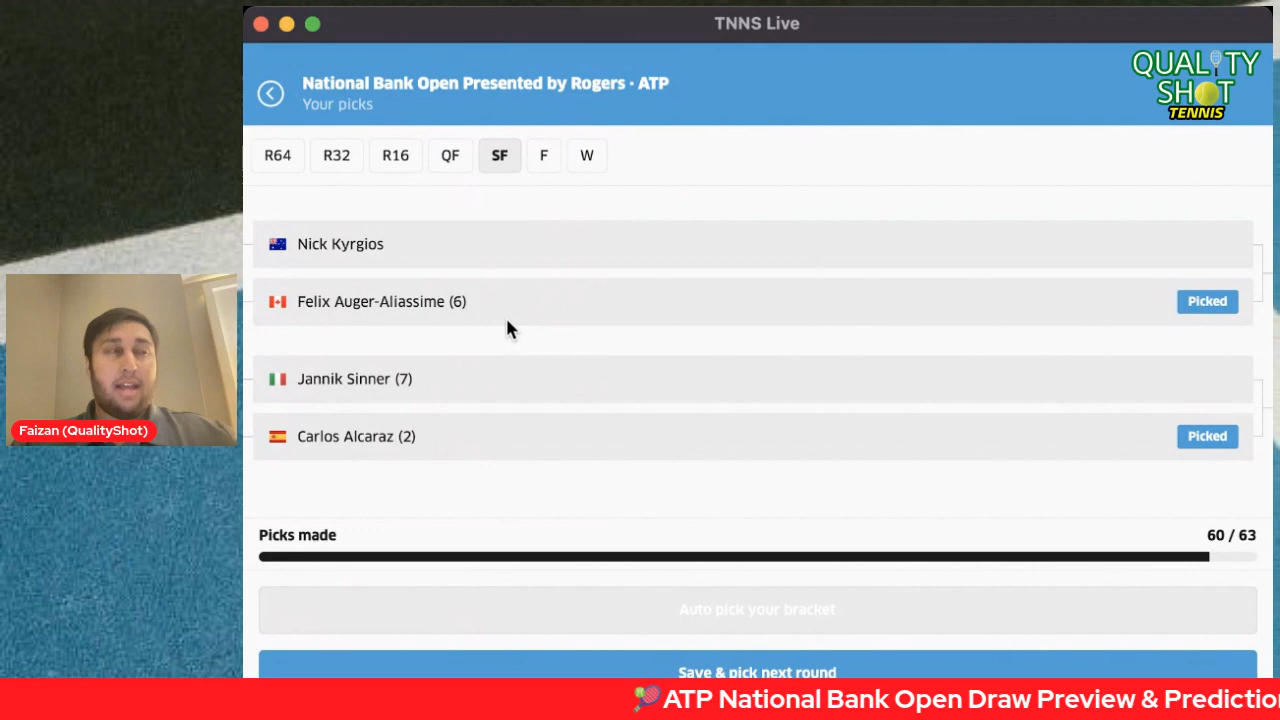 TNNS Live
National Bank Open Presented by Rogers · ATP
Your picks
QUALITY
SHOT
TENNIS
R64
R32
R16
QF
SF
F
W
Nick Kyrgios
Felix Auger-Aliassime (6)
Picked
Jannik Sinner (7)
Carlos Alcaraz (2)
Picked
Faizan (QualityShot)
Picks made
60 / 63
Auto pick your bracket
Save & pick next round
ATP National Bank Open Draw Preview & Predictio